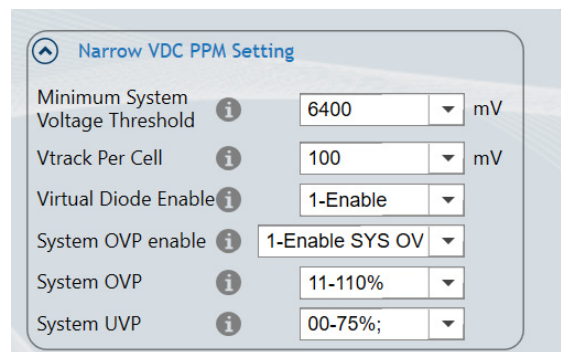 Narrow VDC PPM Setting
Minimum System
Voltage Threshold
6400
mV
Vtrack Per Cell
100
mV
Virtual Diode Enable
1-Enable
System OVP enable
1-Enable SYS OV
System OVP
11-110%
System UVP
00-75%;